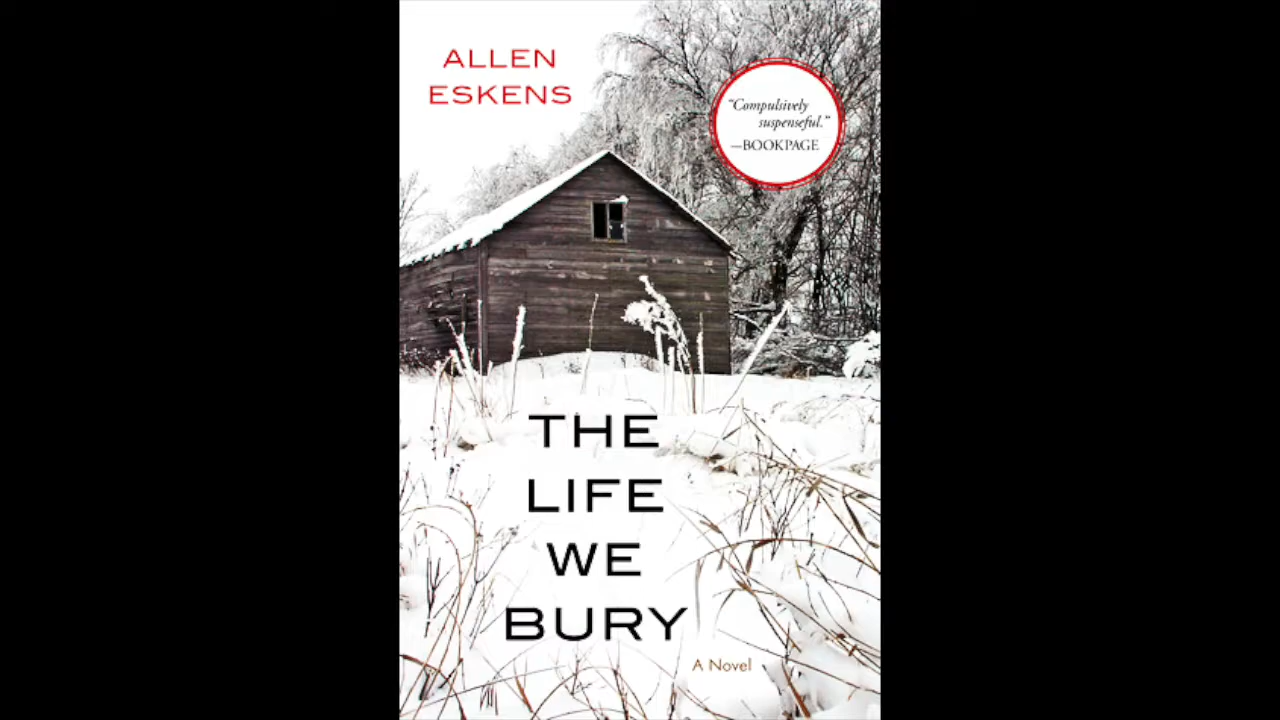 ALLEN
ESKENS
“Compulsively
suspenseful.”
—BOOKPAGE
THE
LIFE
WE
BURY
A Novel